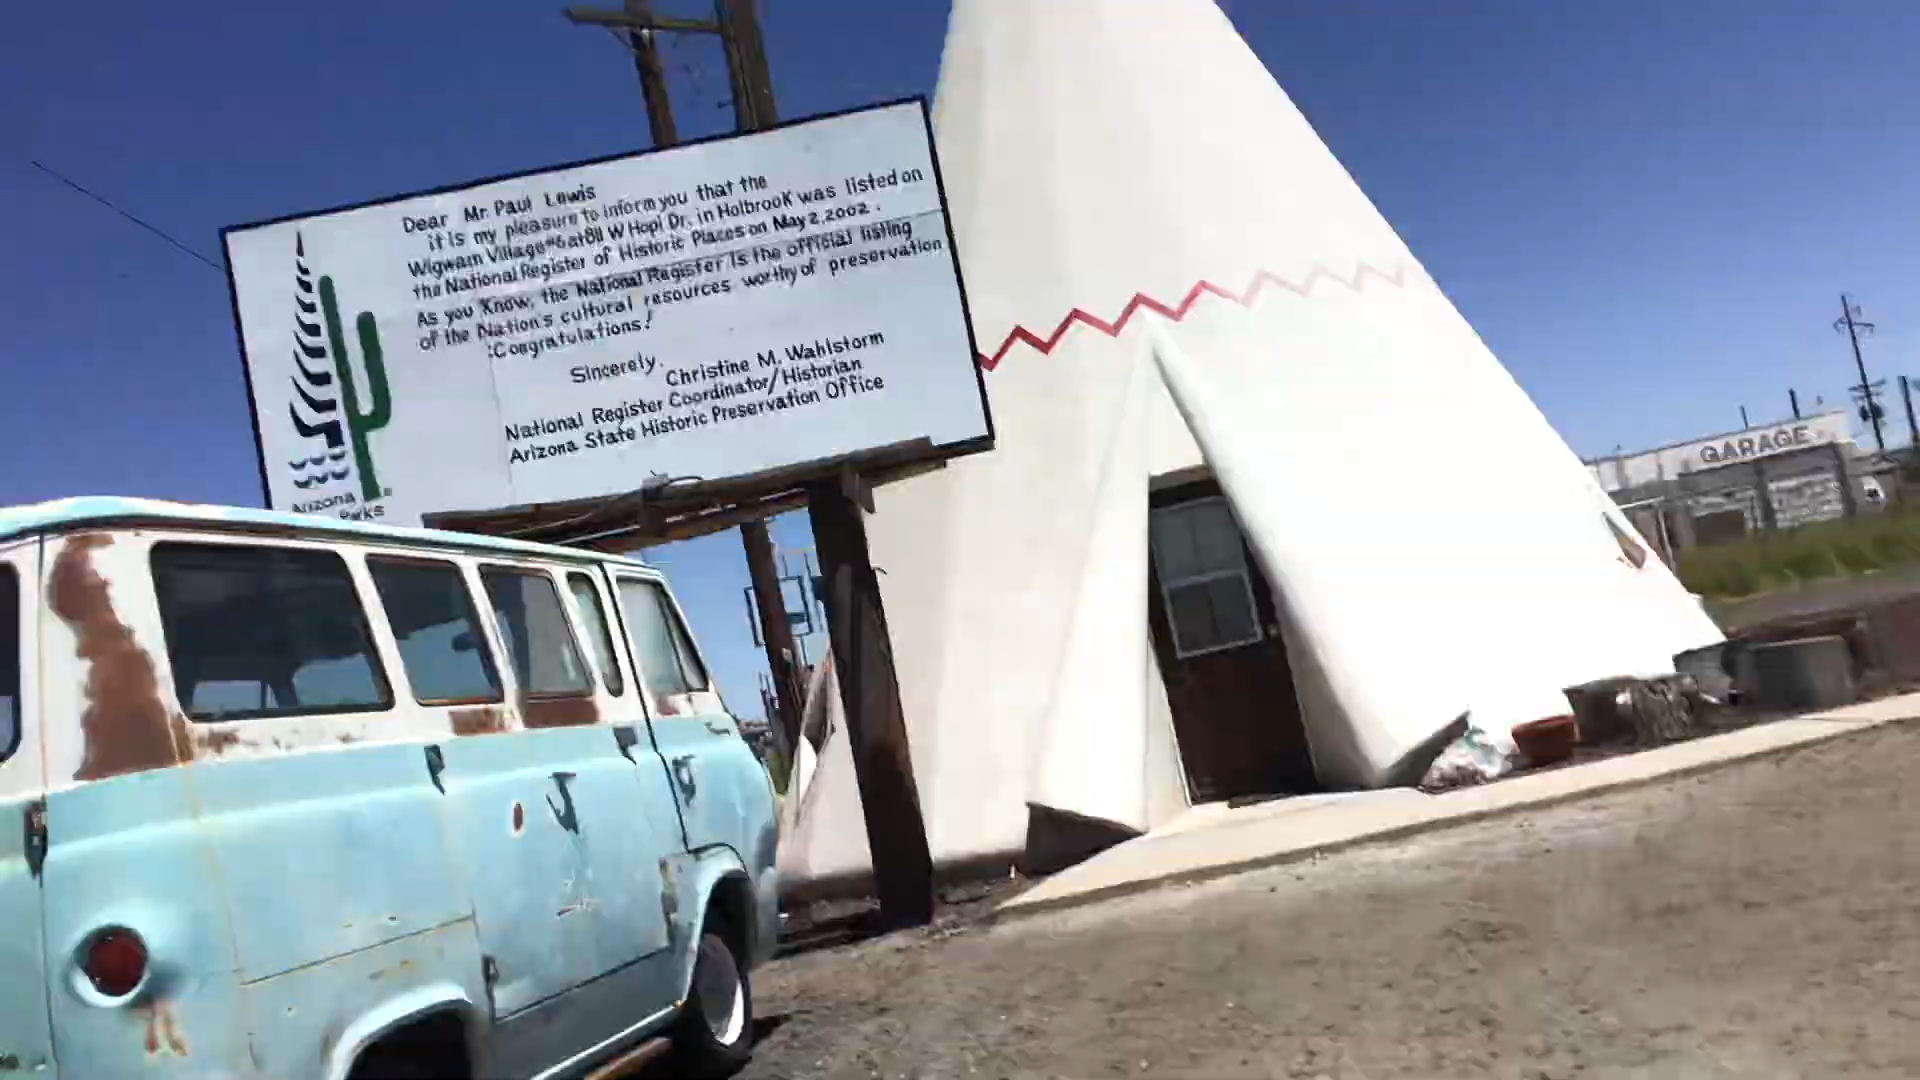 Dear Mr. Paul Lewis
it is my pleasure to inform you that the
Wigwam Village #6 at 811 W Hopi Dr. in Holbrook was listed on
the National Register of Historic Places on May 2, 2002.
As you Know, the National Register is the official listing
of the Nation's cultural resources worthy of preservation
Congratulations!
Sincerely,
Christine M. Wahlstorm
National Register Coordinator/Historian
Arizona State Historic Preservation Office
Arizona
GARAGE